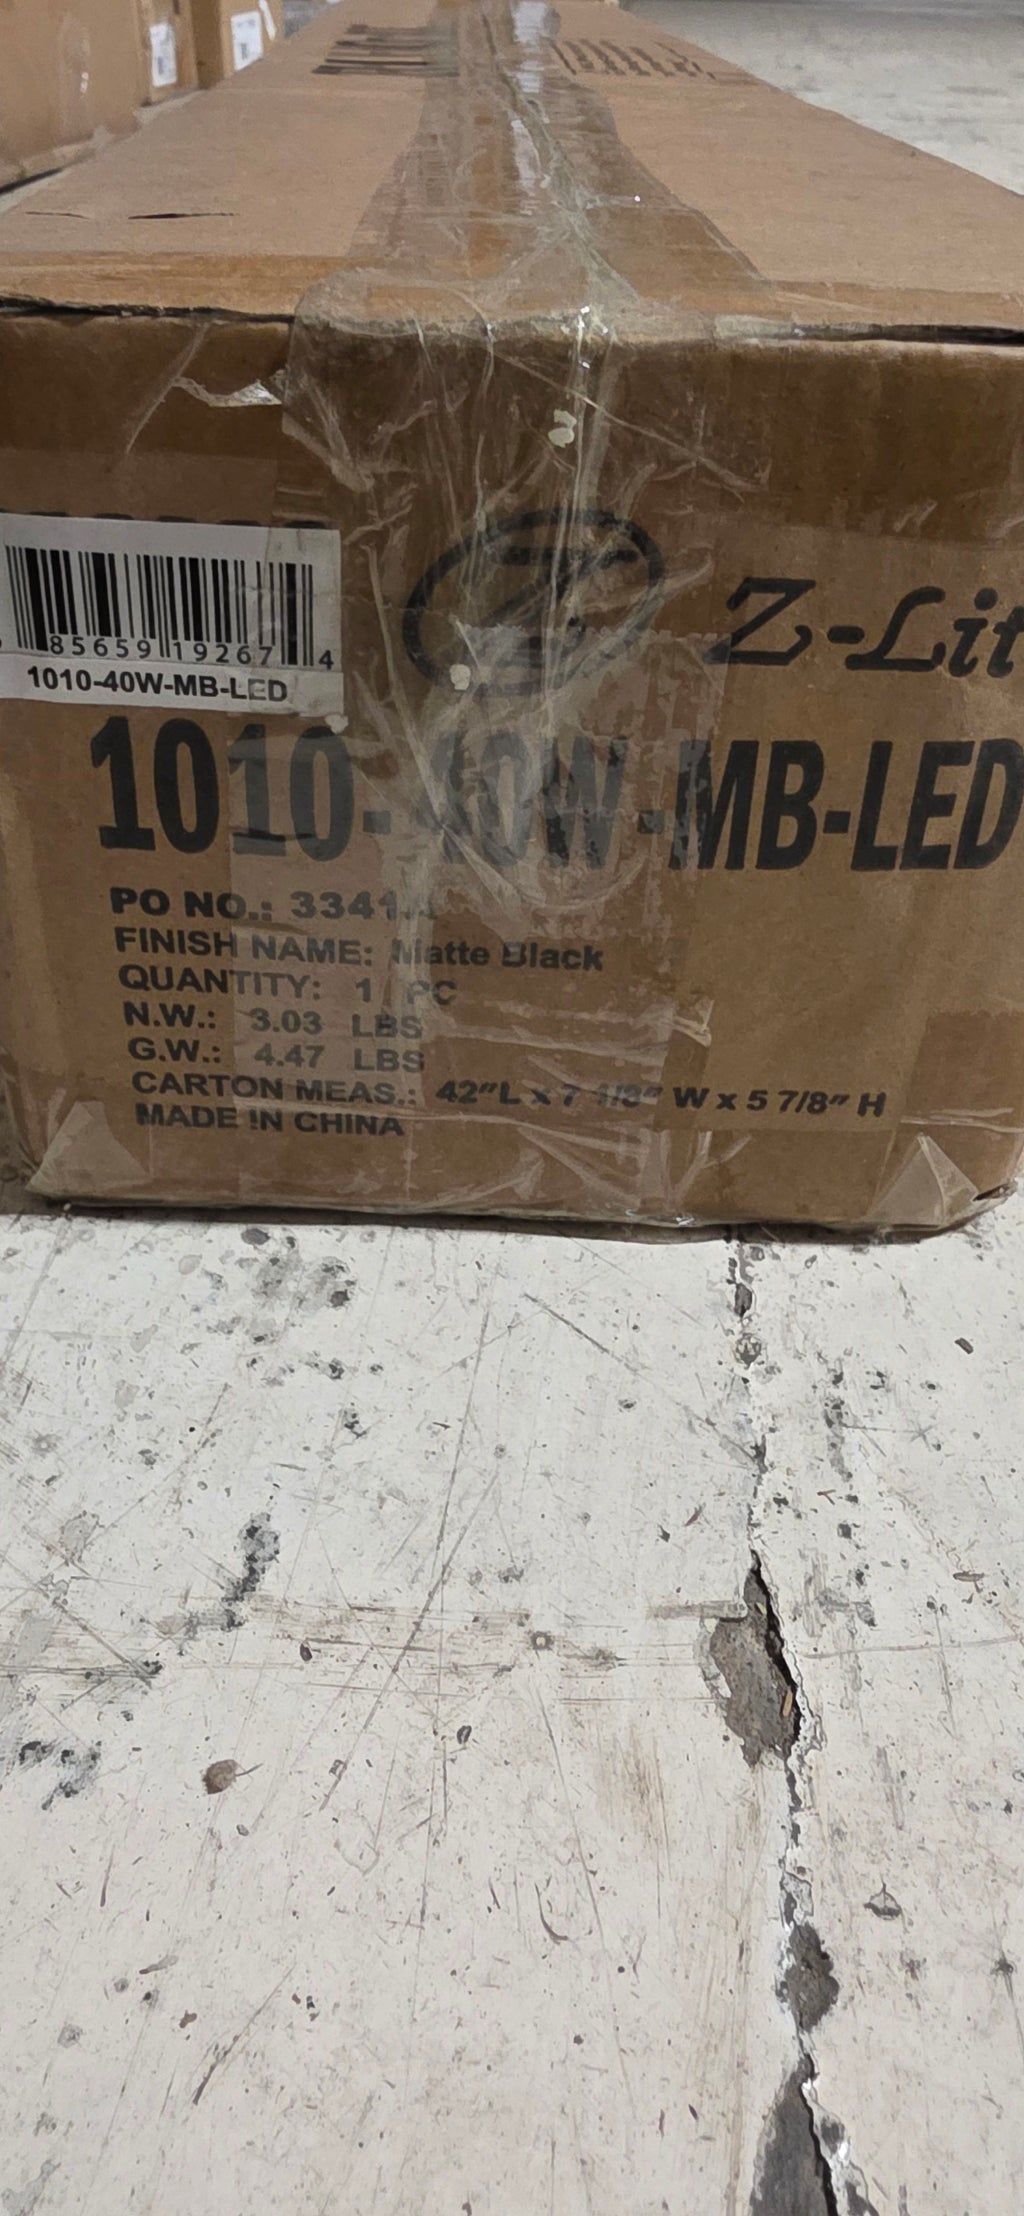 Z-Lit
85659 19267 4
1010-40W-MB-LED
1010-40W-MB-LED
PO NO.: 3341
FINISH NAME: Matte Black
QUANTITY: 1 PC
N.W.: 3.03 LBS
G.W.: 4.47 LBS
CARTON MEAS.: 42"L x 7 W x 5 7/8" H
MADE IN CHINA